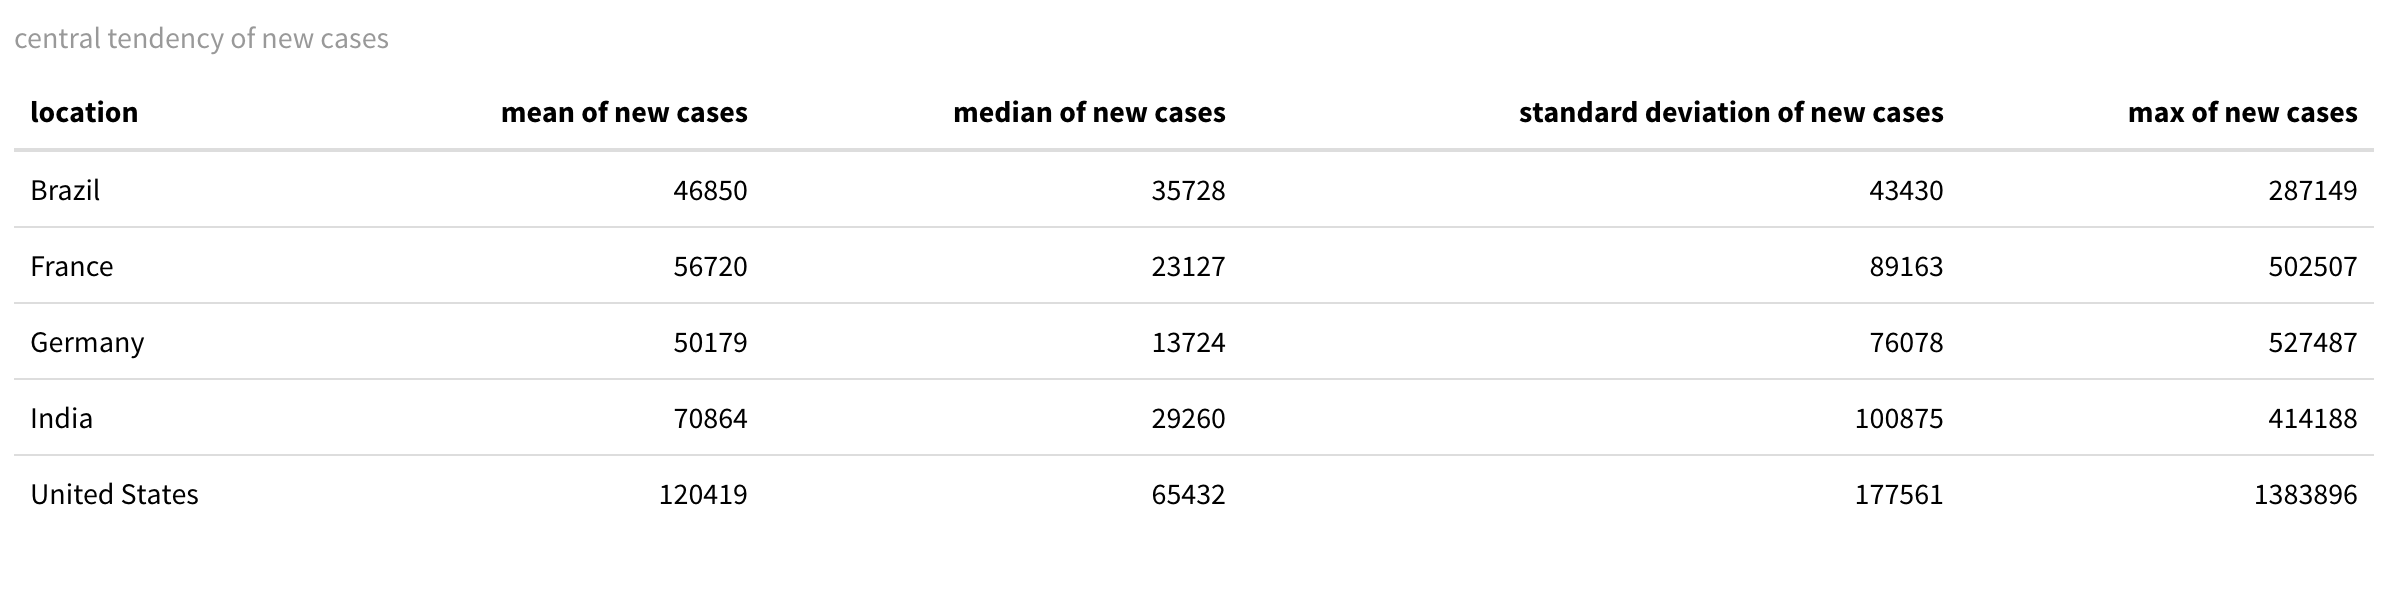 central tendency of new cases
location mean of new cases median of new cases standard deviation of new cases max of new cases
Brazil 46850 35728 43430 287149
France 56720 23127 89163 502507
Germany 50179 13724 76078 527487
India 70864 29260 100875 414188
United States 120419 65432 177561 1383896